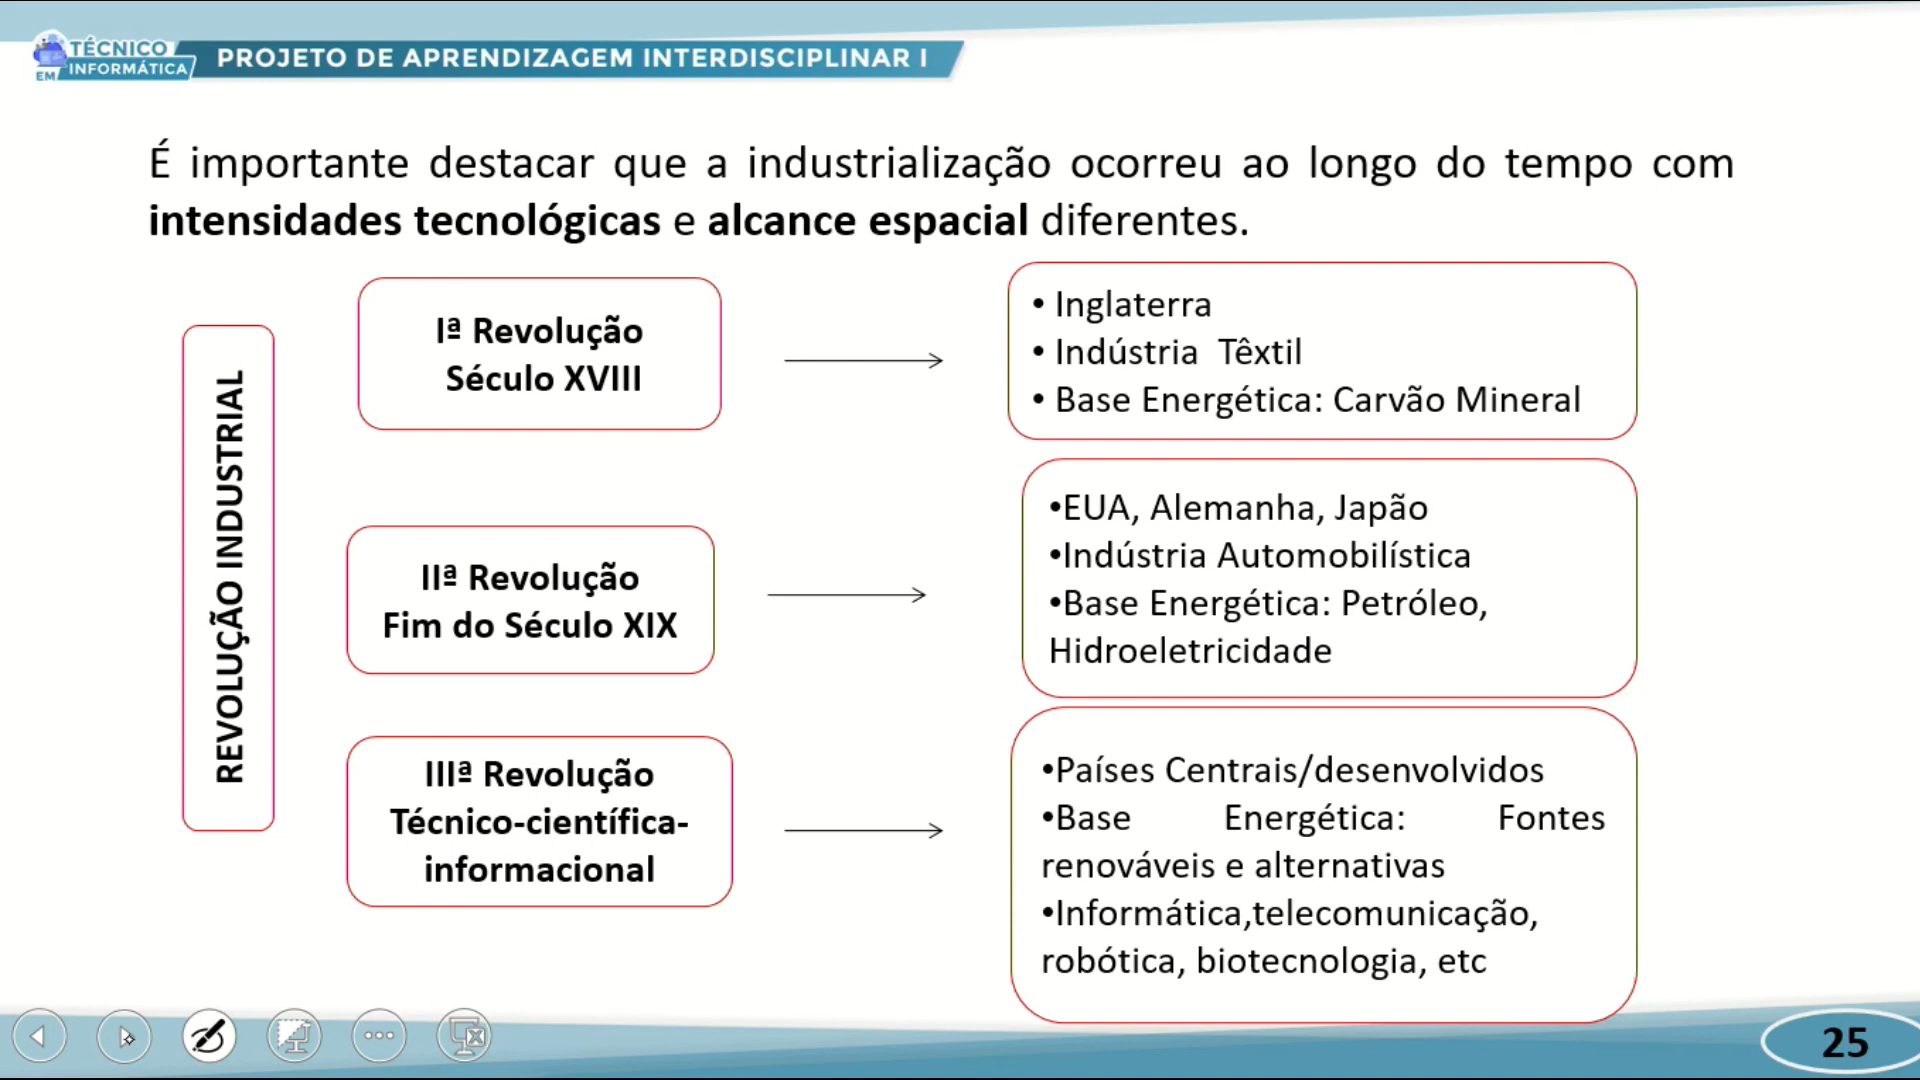 TÉCNICO
EM INFORMÁTICA
PROJETO DE APRENDIZAGEM INTERDISCIPLINAR I
É importante destacar que a industrialização ocorreu ao longo do tempo com
intensidades tecnológicas e alcance espacial diferentes.
REVOLUÇÃO INDUSTRIAL
Iª Revolução
Século XVIII
• Inglaterra
• Indústria Têxtil
• Base Energética: Carvão Mineral
IIª Revolução
Fim do Século XIX
•EUA, Alemanha, Japão
•Indústria Automobilística
•Base Energética: Petróleo,
Hidroeletricidade
IIIª Revolução
Técnico-científica-
informacional
•Países Centrais/desenvolvidos
•Base Energética: Fontes
renováveis e alternativas
•Informática,telecomunicação,
robótica, biotecnologia, etc
25